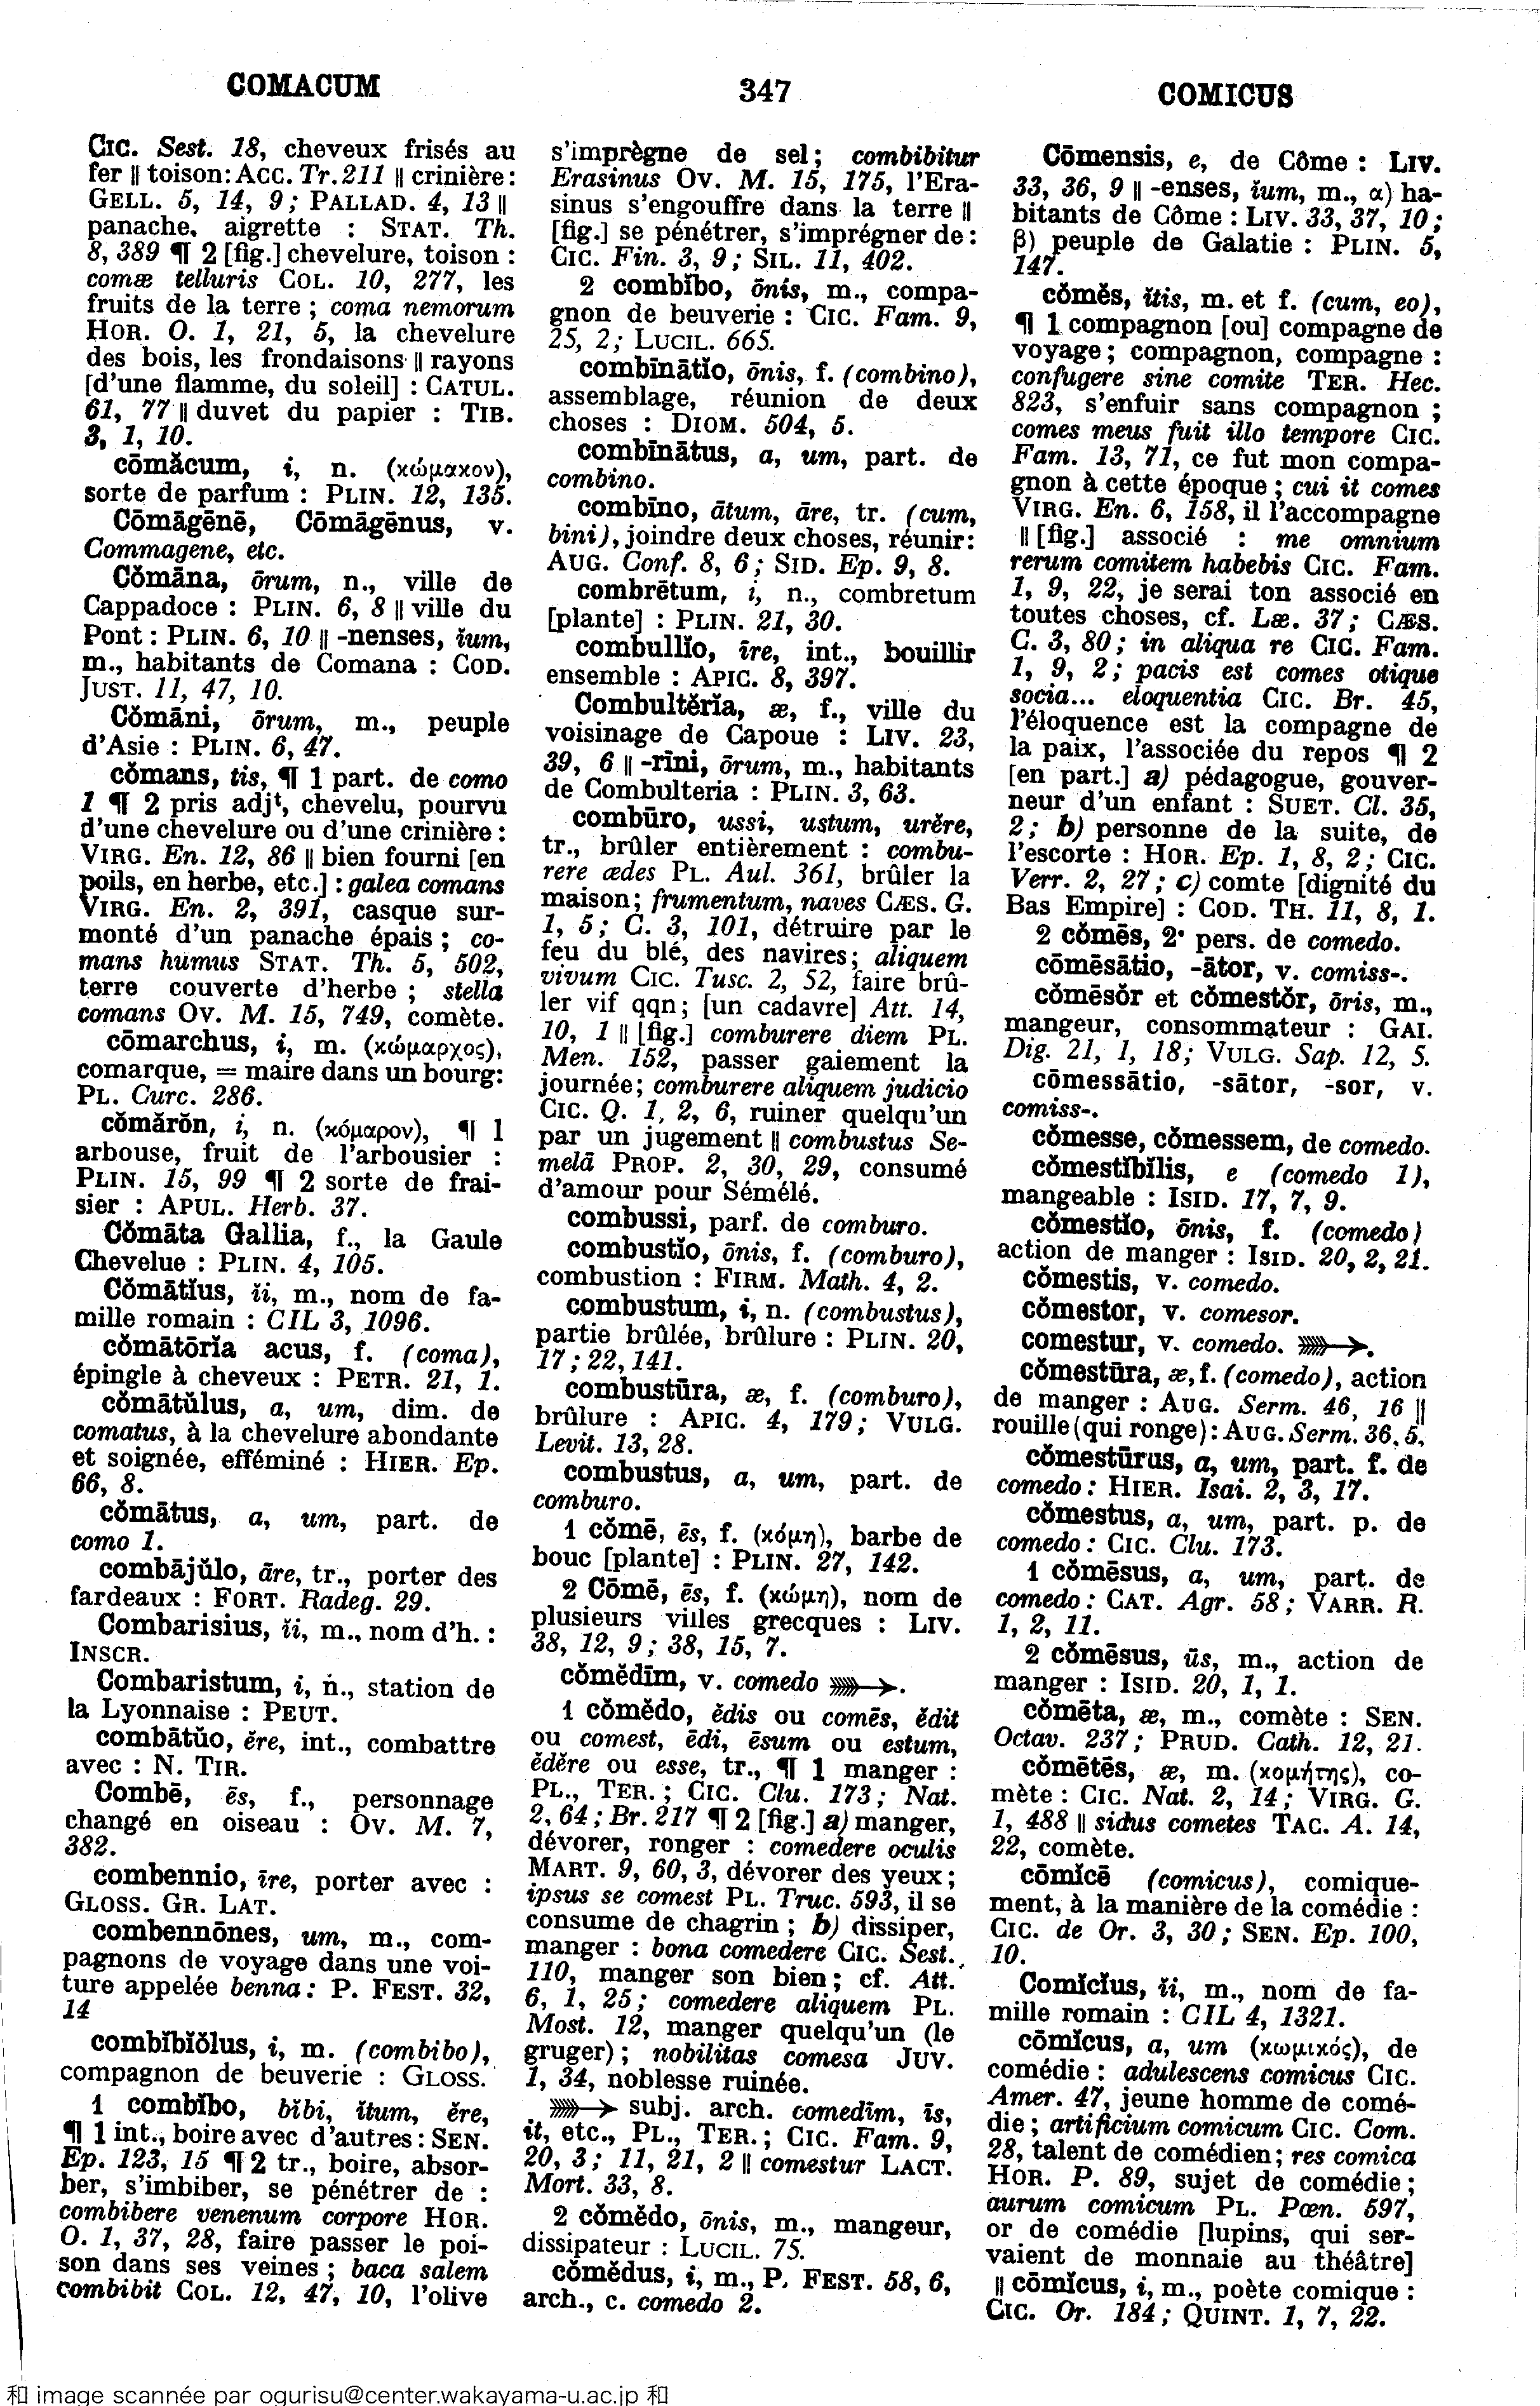 COMACUM
347
COMICUS
CIC. Sest. 18, cheveux frisés au
fer || toison: ACC. Tr. 211 || crinière:
GELL. 5, 14, 9; PALLAD. 4, 13 ||
panache, aigrette : STAT. Th.
8, 389 ¶ 2 [fig.] chevelure, toison :
comæ telluris COL. 10, 277, les
fruits de la terre ; coma nemorum
HOR. O. 1, 21, 5, la chevelure
des bois, les frondaisons || rayons
[d'une flamme, du soleil] : CATUL.
61, 77 || duvet du papier : TIB.
3, 1, 10.
cōmăcum, i, n. (κώμακον),
sorte de parfum : PLIN. 12, 135.
Cōmāgēnē, Cōmāgēnus, v.
Commagene, etc.
Cŏmāna, ōrum, n., ville de
Cappadoce : PLIN. 6, 8 || ville du
Pont : PLIN. 6, 10 || -nenses, ĭum,
m., habitants de Comana : COD.
JUST. 11, 47, 10.
Cŏmāni, ōrum, m., peuple
d'Asie : PLIN. 6, 47.
cŏmans, tis, ¶ 1 part. de como
1 ¶ 2 pris adjᵗ, chevelu, pourvu
d'une chevelure ou d'une crinière :
VIRG. En. 12, 86 || bien fourni [en
poils, en herbe, etc.] : galea comans
VIRG. En. 2, 391, casque sur-
monté d'un panache épais ; co-
mans humus STAT. Th. 5, 502,
terre couverte d'herbe ; stella
comans OV. M. 15, 749, comète.
cōmarchus, i, m. (κώμαρχος),
comarque, = maire dans un bourg:
PL. Curc. 286.
cŏmărŏn, i, n. (κόμαρον), ¶ 1
arbouse, fruit de l'arbousier :
PLIN. 15, 99 ¶ 2 sorte de frai-
sier : APUL. Herb. 37.
Cŏmāta Gallia, f., la Gaule
Chevelue : PLIN. 4, 105.
Cŏmātĭus, ĭi, m., nom de fa-
mille romain : CIL 3, 1096.
cŏmātōrĭa acus, f. (coma),
épingle à cheveux : PETR. 21, 1.
cŏmātŭlus, a, um, dim. de
comatus, à la chevelure abondante
et soignée, efféminé : HIER. Ep.
66, 8.
cŏmātus, a, um, part. de
como 1.
combājŭlo, āre, tr., porter des
fardeaux : FORT. Radeg. 29.
Combarisius, ĭi, m., nom d'h. :
INSCR.
Combaristum, i, n., station de
la Lyonnaise : PEUT.
combātŭo, ĕre, int., combattre
avec : N. TIR.
Combē, ēs, f., personnage
changé en oiseau : OV. M. 7,
382.
combennio, īre, porter avec :
GLOSS. GR. LAT.
combennōnes, um, m., com-
pagnons de voyage dans une voi-
ture appelée benna : P. FEST. 32,
14
combĭbĭŏlus, i, m. (combibo),
compagnon de beuverie : GLOSS.
1 combĭbo, bĭbi, ĭtum, ĕre,
¶ 1 int., boire avec d'autres : SEN.
Ep. 123, 15 ¶ 2 tr., boire, absor-
ber, s'imbiber, se pénétrer de :
combibere venenum corpore HOR.
O. 1, 37, 28, faire passer le poi-
son dans ses veines ; baca salem
combibit COL. 12, 47, 10, l'olive
s'imprègne de sel; combibitur
Erasinus OV. M. 15, 175, l'Era-
sinus s'engouffre dans la terre ||
[fig.] se pénétrer, s'imprégner de :
CIC. Fin. 3, 9; SIL. 11, 402.
2 combĭbo, ōnis, m., compa-
gnon de beuverie : CIC. Fam. 9,
25, 2; LUCIL. 665.
combīnātĭo, ōnis, f. (combino),
assemblage, réunion de deux
choses : DIOM. 504, 5.
combīnātus, a, um, part. de
combino.
combīno, ātum, āre, tr. (cum,
bini), joindre deux choses, réunir:
AUG. Conf. 8, 6; SID. Ep. 9, 8.
combrētum, i, n., combretum
[plante] : PLIN. 21, 30.
combullĭo, īre, int., bouillir
ensemble : APIC. 8, 397.
Combultĕrĭa, æ, f., ville du
voisinage de Capoue : LIV. 23,
39, 6 || -rīni, ōrum, m., habitants
de Combulteria : PLIN. 3, 63.
combūro, ussi, ustum, urĕre,
tr., brûler entièrement : combu-
rere ædes PL. Aul. 361, brûler la
maison; frumentum, naves CÆS. G.
1, 5; C. 3, 101, détruire par le
feu du blé, des navires; aliquem
vivum CIC. Tusc. 2, 52, faire brû-
ler vif qqn; [un cadavre] Att. 14,
10, 1 || [fig.] comburere diem PL.
Men. 152, passer gaiement la
journée; comburere aliquem judicio
CIC. Q. 1, 2, 6, ruiner quelqu'un
par un jugement || combustus Se-
melā PROP. 2, 30, 29, consumé
d'amour pour Sémélé.
combussi, parf. de comburo.
combustĭo, ōnis, f. (comburo),
combustion : FIRM. Math. 4, 2.
combustum, i, n. (combustus),
partie brûlée, brûlure : PLIN. 20,
17; 22, 141.
combustūra, æ, f. (comburo),
brûlure : APIC. 4, 179; VULG.
Levit. 13, 28.
combustus, a, um, part. de
comburo.
1 cŏmē, ēs, f. (κόμη), barbe de
bouc [plante] : PLIN. 27, 142.
2 Cōmē, ēs, f. (κώμη), nom de
plusieurs villes grecques : LIV.
38, 12, 9; 38, 15, 7.
cŏmĕdīm, v. comedo ⟶.
1 cŏmĕdo, ĕdis ou comēs, ĕdit
ou comest, ēdi, ēsum ou estum,
ĕdĕre ou esse, tr., ¶ 1 manger :
PL., TER.; CIC. Clu. 173; Nat.
2, 64; Br. 217 ¶ 2 [fig.] a) manger,
dévorer, ronger : comedere oculis
MART. 9, 60, 3, dévorer des yeux;
ipsus se comest PL. Truc. 593, il se
consume de chagrin ; b) dissiper,
manger : bona comedere CIC. Sest.
110, manger son bien; cf. Att.
6, 1, 25; comedere aliquem PL.
Most. 12, manger quelqu'un (le
gruger); nobilitas comesa JUV.
1, 34, noblesse ruinée.
⟶ subj. arch. comedīm, īs,
it, etc., PL., TER.; CIC. Fam. 9,
20, 3; 11, 21, 2 || comestur LACT.
Mort. 33, 8.
2 cŏmĕdo, ōnis, m., mangeur,
dissipateur : LUCIL. 75.
cŏmĕdus, i, m., P. FEST. 58, 6,
arch., c. comedo 2.
Cōmensis, e, de Côme : LIV.
33, 36, 9 || -enses, ĭum, m., α) ha-
bitants de Côme : LIV. 33, 37, 10;
β) peuple de Galatie : PLIN. 5,
147.
cŏmĕs, ĭtis, m. et f. (cum, eo),
¶ 1 compagnon [ou] compagne de
voyage; compagnon, compagne :
confugere sine comite TER. Hec.
823, s'enfuir sans compagnon ;
comes meus fuit illo tempore CIC.
Fam. 13, 71, ce fut mon compa-
gnon à cette époque ; cui it comes
VIRG. En. 6, 158, il l'accompagne
|| [fig.] associé : me omnium
rerum comitem habebis CIC. Fam.
1, 9, 22, je serai ton associé en
toutes choses, cf. Læ. 37; CÆS.
C. 3, 80; in aliqua re CIC. Fam.
1, 9, 2; pacis est comes otique
socia... eloquentia CIC. Br. 45,
l'éloquence est la compagne de
la paix, l'associée du repos ¶ 2
[en part.] a) pédagogue, gouver-
neur d'un enfant : SUET. Cl. 35,
2; b) personne de la suite, de
l'escorte : HOR. Ep. 1, 8, 2; CIC.
Verr. 2, 27; c) comte [dignité du
Bas Empire] : COD. TH. 11, 8, 1.
2 cŏmēs, 2ᵉ pers. de comedo.
cōmēsātio, -ātor, v. comiss-.
cŏmēsŏr et cŏmestŏr, ōris, m.,
mangeur, consommateur : GAI.
Dig. 21, 1, 18; VULG. Sap. 12, 5.
cōmessātio, -sātor, -sor, v.
comiss-.
cŏmesse, cŏmessem, de comedo.
cŏmestĭbĭlis, e (comedo 1),
mangeable : ISID. 17, 7, 9.
cŏmestĭo, ōnis, f. (comedo)
action de manger : ISID. 20, 2, 21.
cŏmestis, v. comedo.
cŏmestor, v. comesor.
comestur, v. comedo. ⟶.
cŏmestūra, æ, f. (comedo), action
de manger : AUG. Serm. 46, 16 ||
rouille (qui ronge) : AUG. Serm. 36, 5,
cŏmestūrus, a, um, part. f. de
comedo : HIER. Isai. 2, 3, 17.
cŏmestus, a, um, part. p. de
comedo : CIC. Clu. 173.
1 cŏmēsus, a, um, part. de
comedo : CAT. Agr. 58; VARR. R.
1, 2, 11.
2 cŏmēsus, ūs, m., action de
manger : ISID. 20, 1, 1.
cŏmēta, æ, m., comète : SEN.
Octav. 237; PRUD. Cath. 12, 21.
cŏmētēs, æ, m. (κομήτης), co-
mète : CIC. Nat. 2, 14; VIRG. G.
1, 488 || sidus cometes TAC. A. 14,
22, comète.
cōmĭcē (comicus), comique-
ment, à la manière de la comédie :
CIC. de Or. 3, 30; SEN. Ep. 100,
10.
Comĭcĭus, ĭi, m., nom de fa-
mille romain : CIL 4, 1321.
cōmĭcus, a, um (κωμικός), de
comédie : adulescens comicus CIC.
Amer. 47, jeune homme de comé-
die; artificium comicum CIC. Com.
28, talent de comédien; res comica
HOR. P. 89, sujet de comédie;
aurum comicum PL. Pœn. 597,
or de comédie [lupins, qui ser-
vaient de monnaie au théâtre]
|| cōmĭcus, i, m., poète comique :
CIC. Or. 184; QUINT. 1, 7, 22.
和 image scannée par ogurisu@center.wakayama-u.ac.jp 和